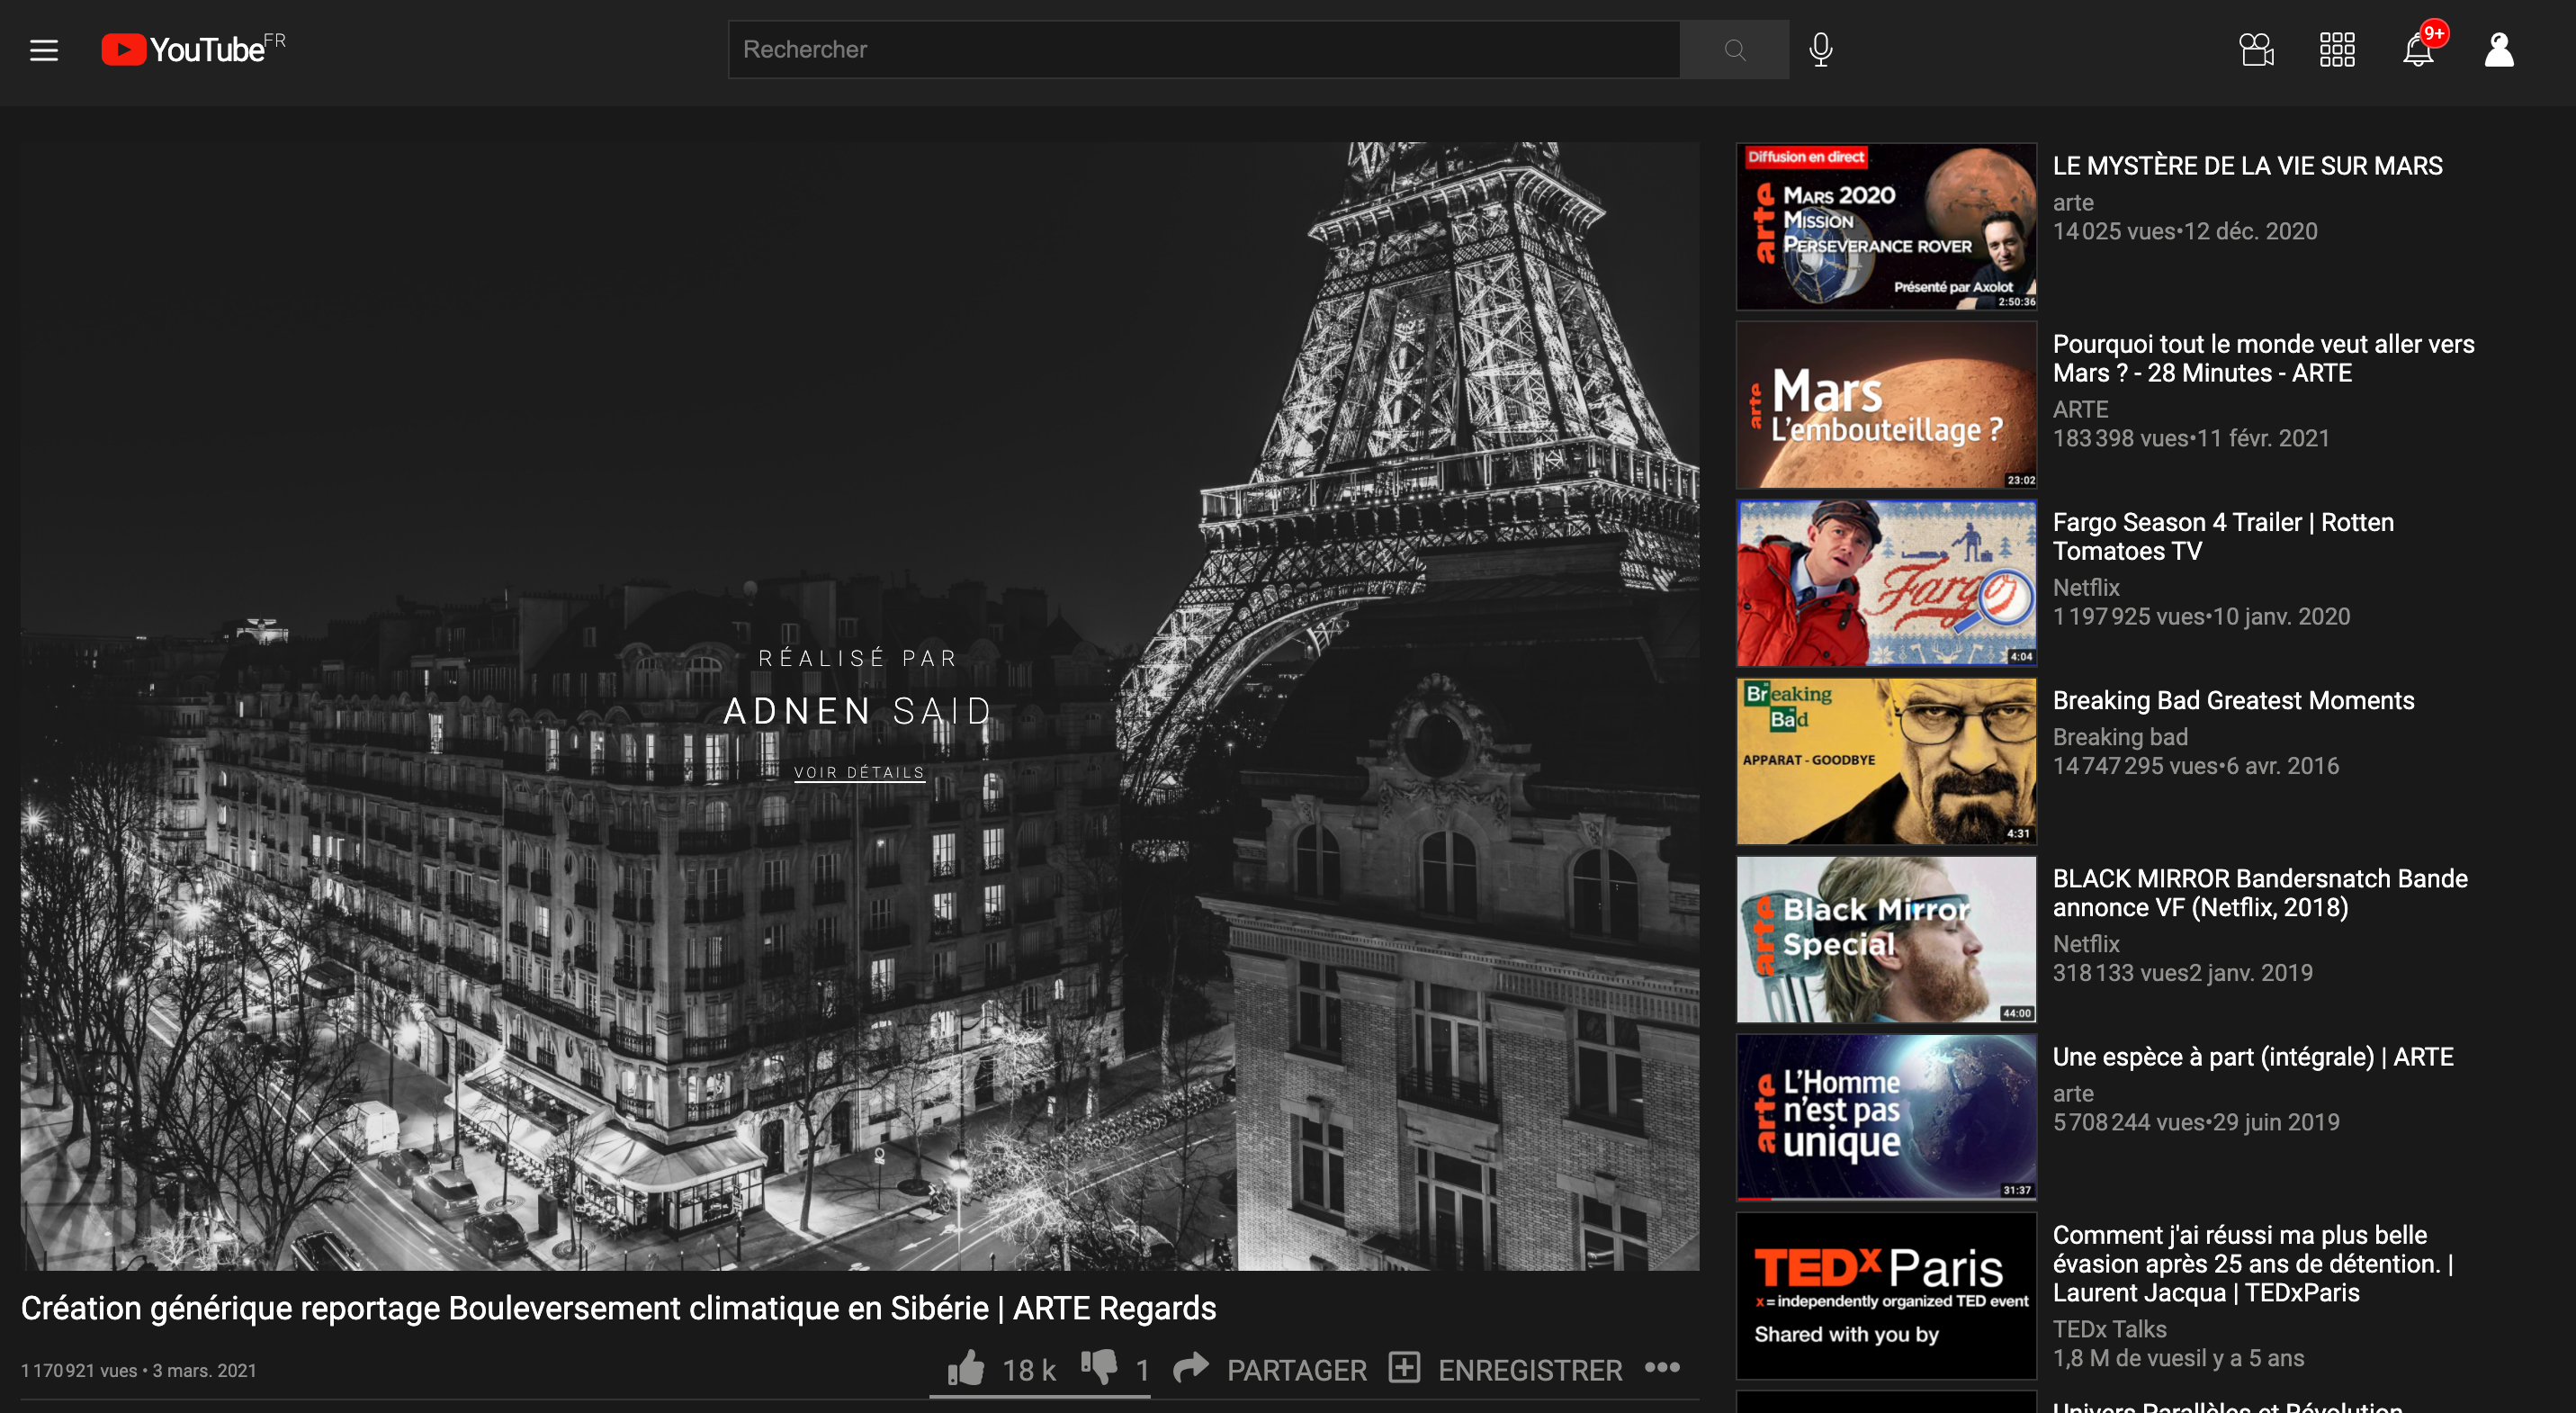 YouTube FR
Rechercher
9+
RÉALISÉ PAR
ADNEN SAID
VOIR DÉTAILS
Création générique reportage Bouleversement climatique en Sibérie | ARTE Regards
1 170 921 vues • 3 mars. 2021
18 k
1
PARTAGER
ENREGISTRER
Diffusion en direct
arte
MARS 2020
MISSION
PERSEVERANCE ROVER
Présenté par Axolot
2:50:36
LE MYSTÈRE DE LA VIE SUR MARS
arte
14 025 vues•12 déc. 2020
arte
Mars
L'embouteillage ?
23:02
Pourquoi tout le monde veut aller vers
Mars ? - 28 Minutes - ARTE
ARTE
183 398 vues•11 févr. 2021
Fargo
4:04
Fargo Season 4 Trailer | Rotten
Tomatoes TV
Netflix
1 197 925 vues•10 janv. 2020
Breaking
Bad
APPARAT - GOODBYE
4:31
Breaking Bad Greatest Moments
Breaking bad
14 747 295 vues•6 avr. 2016
arte
Black Mirror
Special
44:00
BLACK MIRROR Bandersnatch Bande
annonce VF (Netflix, 2018)
Netflix
318 133 vues2 janv. 2019
arte
L'Homme
n'est pas
unique
31:37
Une espèce à part (intégrale) | ARTE
arte
5 708 244 vues•29 juin 2019
TEDx Paris
x = independently organized TED event
Shared with you by
Comment j'ai réussi ma plus belle
évasion après 25 ans de détention. |
Laurent Jacqua | TEDxParis
TEDx Talks
1,8 M de vuesil y a 5 ans
Univers Parallèles et Révolution